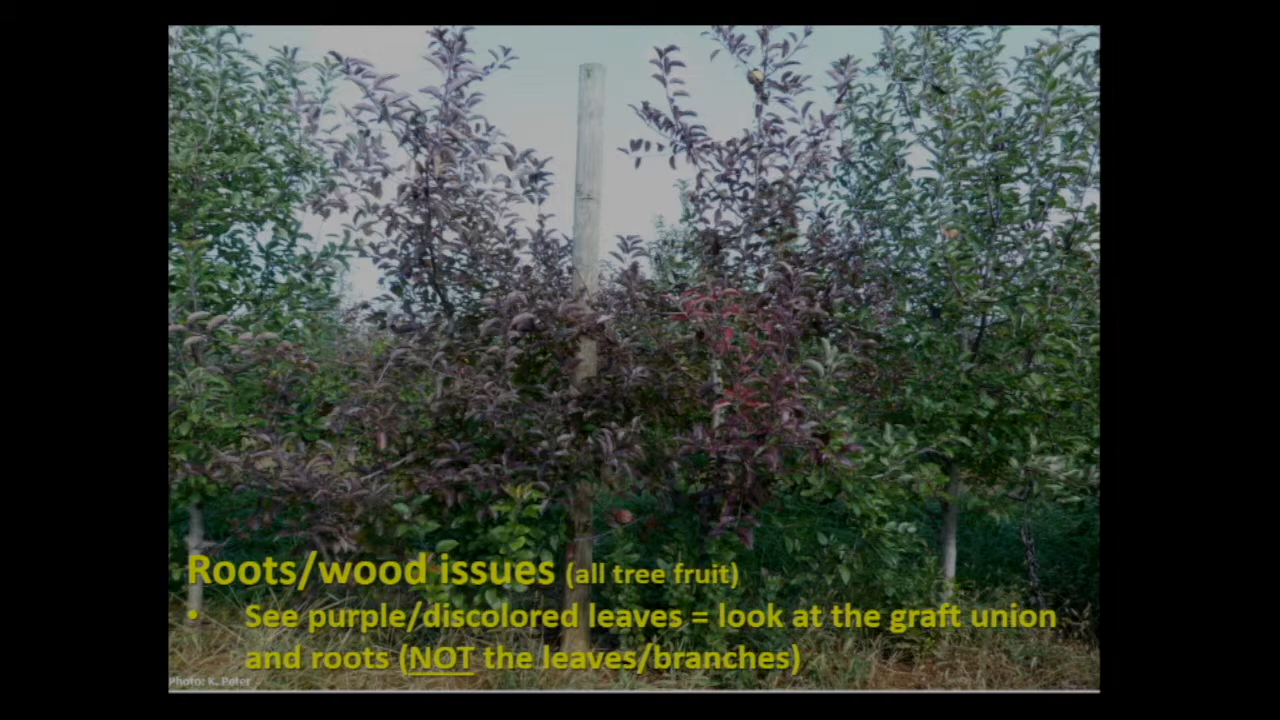 Roots/wood issues (all tree fruit)
• See purple/discolored leaves = look at the graft union
and roots (NOT the leaves/branches)
Photo: K. Peter